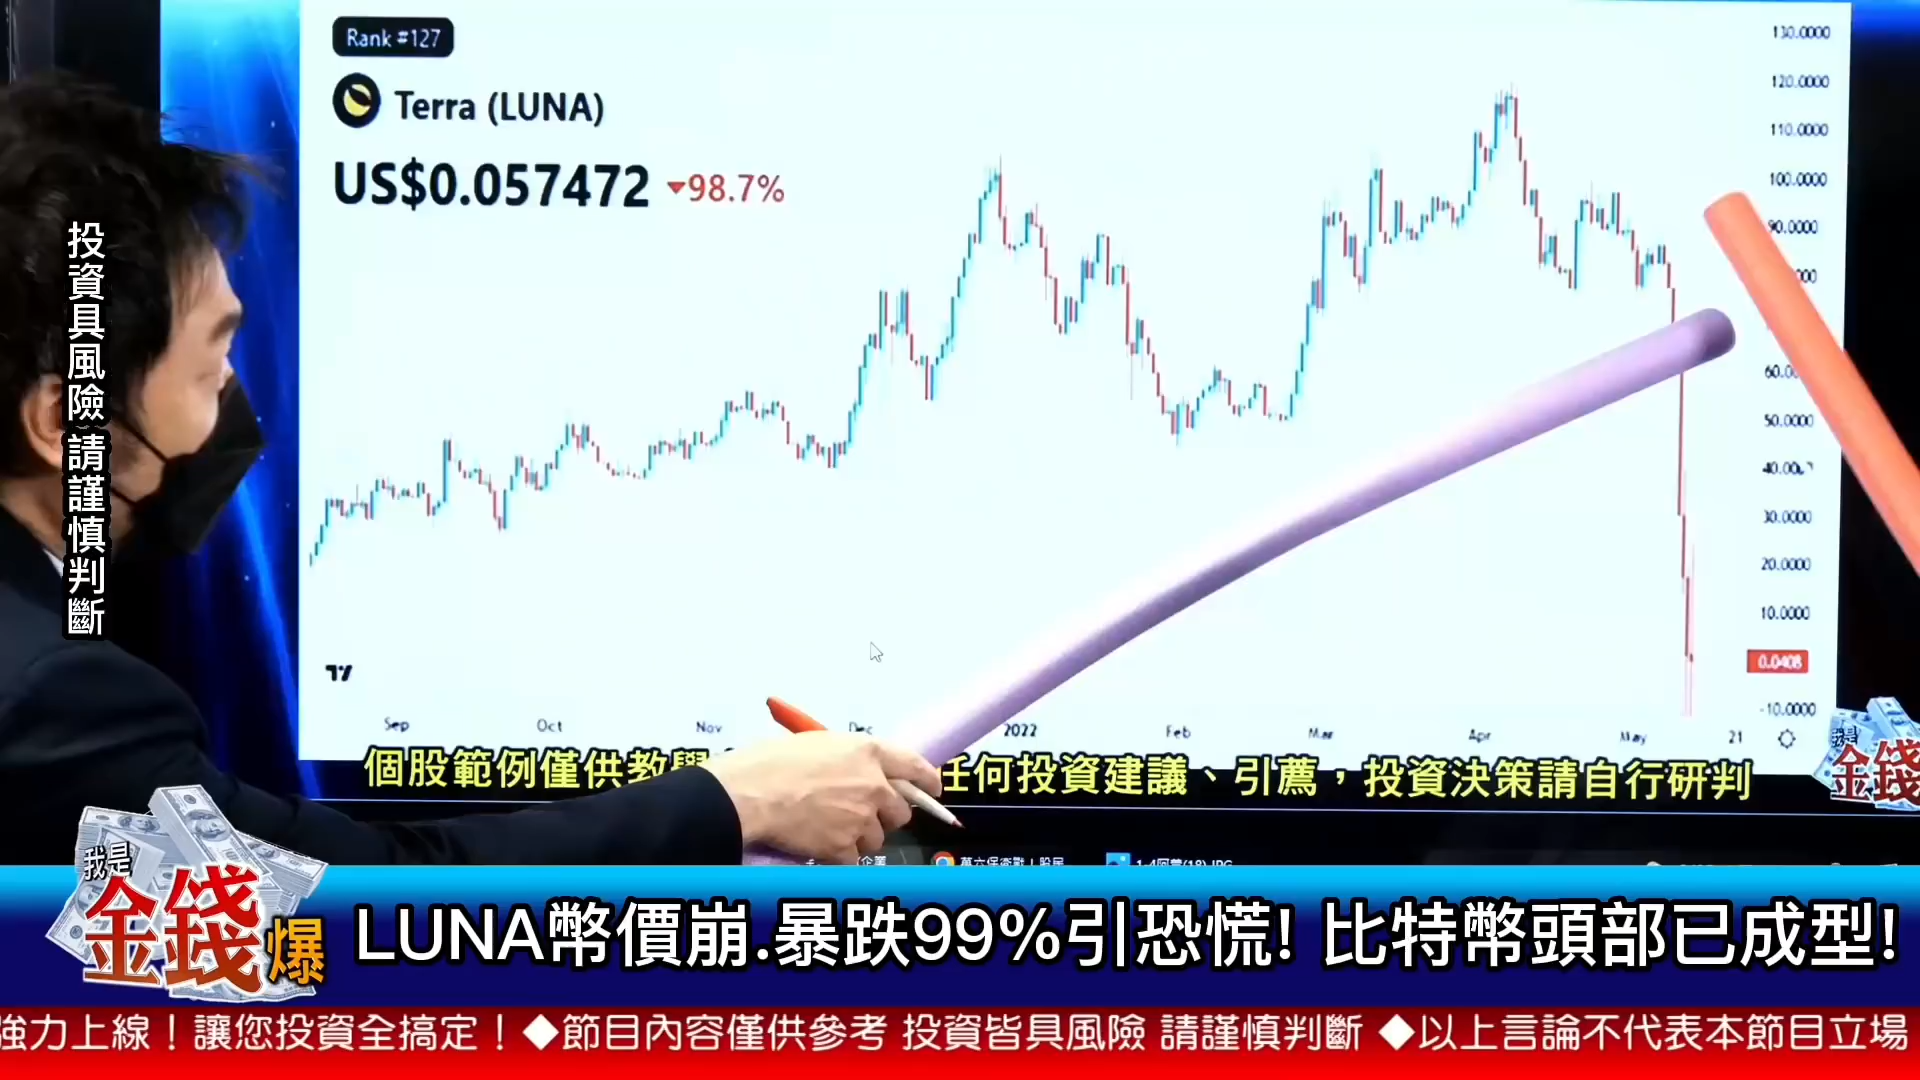 Rank #127
Terra (LUNA)
US$0.057472 ▼98.7%
130.0000
120.0000
110.0000
100.0000
90.0000
60.0
50.0000
40.00
30.0000
20.0000
10.0000
0.0408
-10.0000
Sep Oct Nov Dec 2022 Feb Mar Apr May 21
投資具風險 請謹慎判斷
個股範例僅供教學 任何投資建議、引薦，投資決策請自行研判
我是
金錢
我是
金錢爆
LUNA幣價崩.暴跌99%引恐慌! 比特幣頭部已成型!
強力上線！讓您投資全搞定！◆節目內容僅供參考 投資皆具風險 請謹慎判斷 ◆以上言論不代表本節目立場